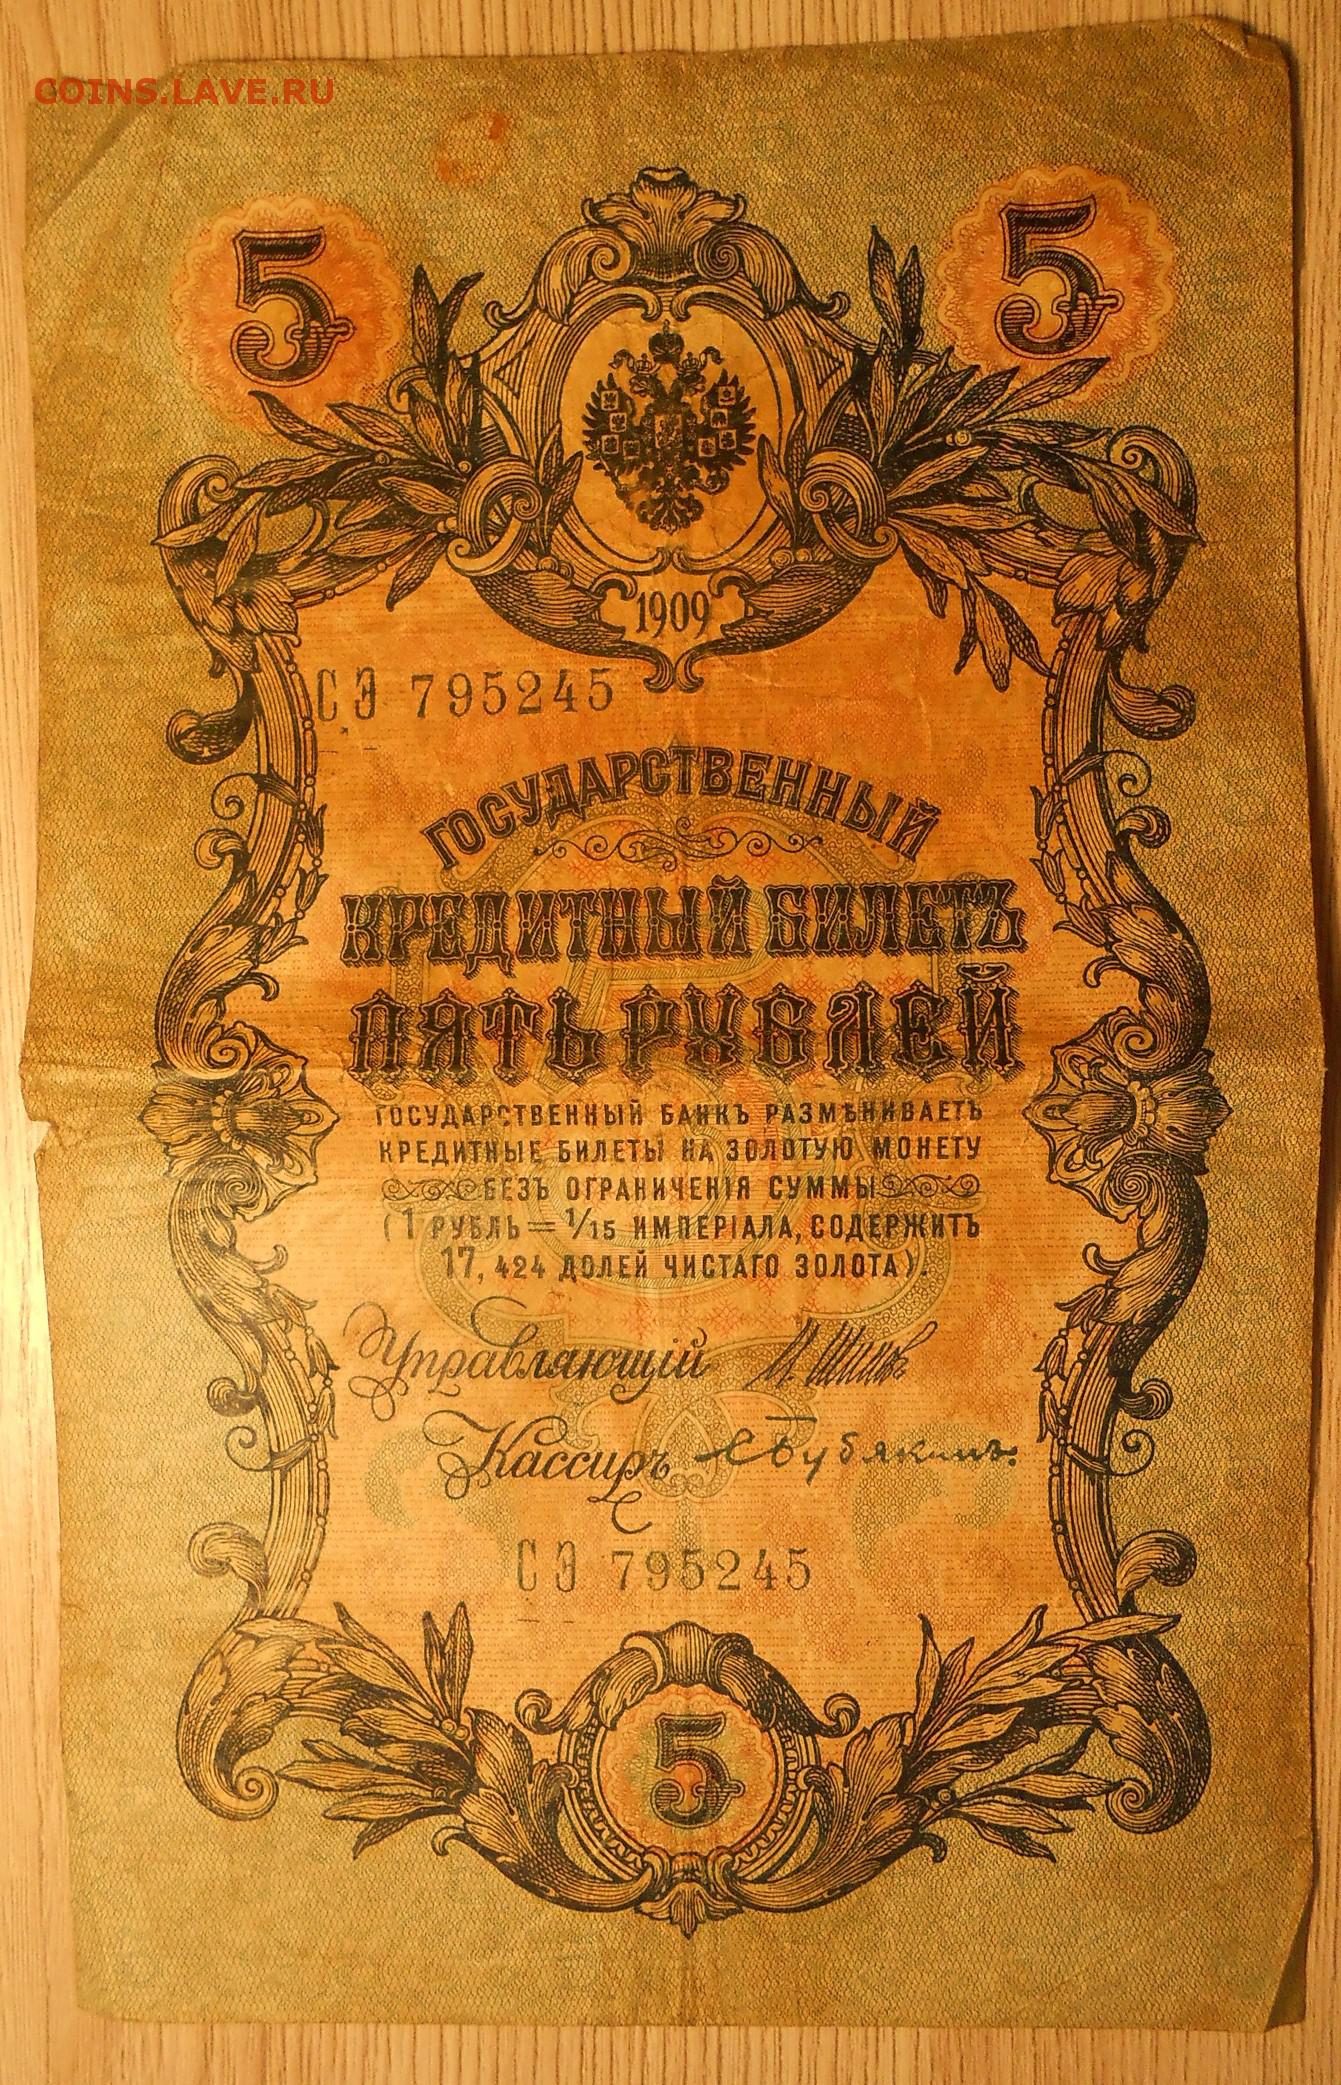 COINS.LAVE.RU
5 5
1909
СЭ 795245
ГОСУДАРСТВЕННЫЙ
КРЕДИТНЫЙ БИЛЕТЪ
ПЯТЬ РУБЛЕЙ
ГОСУДАРСТВЕННЫЙ БАНКЪ РАЗМѢНИВАЕТЪ
КРЕДИТНЫЕ БИЛЕТЫ НА ЗОЛОТУЮ МОНЕТУ
БЕЗЪ ОГРАНИЧЕНІЯ СУММЫ
(1 РУБЛЬ = 1/15 ИМПЕРІАЛА, СОДЕРЖИТЪ
17, 424 ДОЛЕЙ ЧИСТАГО ЗОЛОТА).
Управляющій И. Шиповъ
Кассиръ СБубякинъ.
СЭ 795245
5